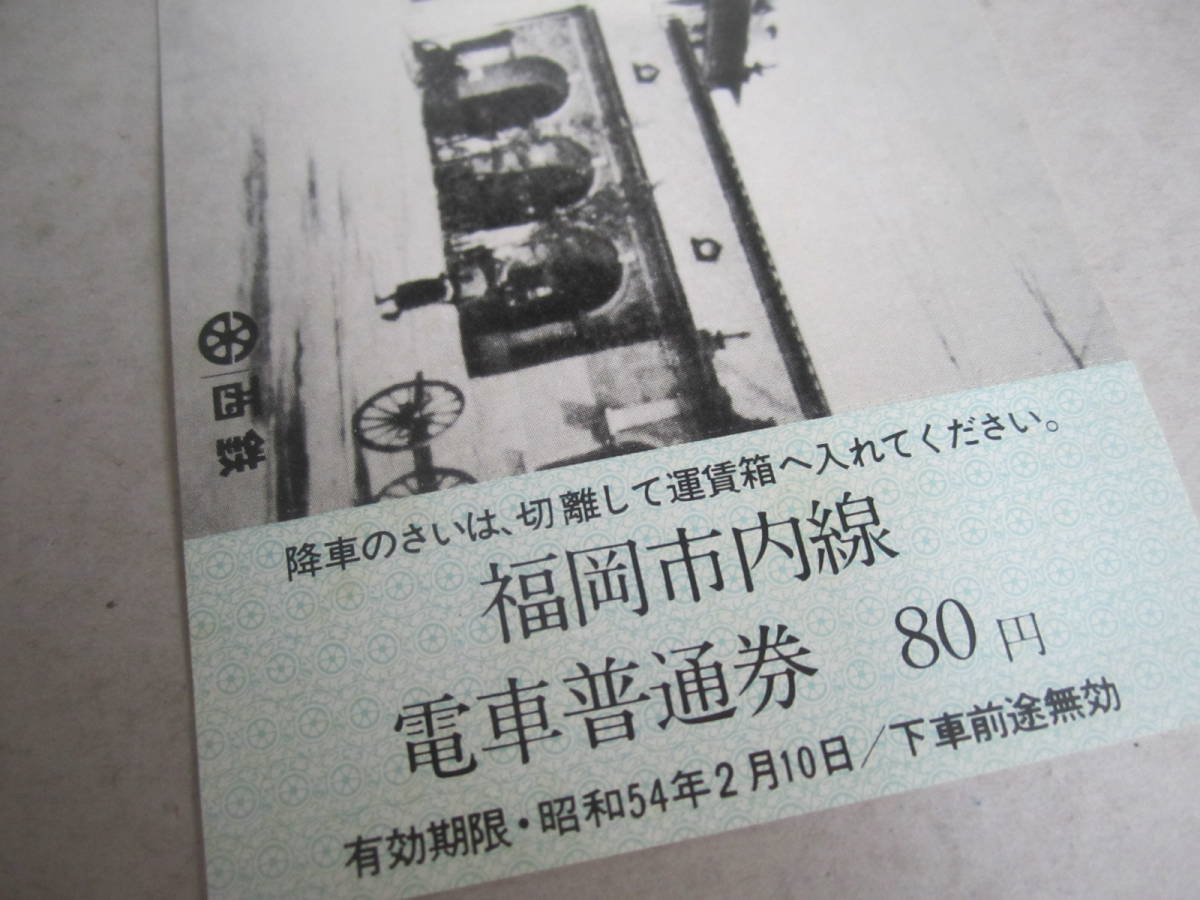 西鉄
降車のさいは、切離して運賃箱へ入れてください。
福岡市内線
電車普通券 80円
有効期限・昭和54年2月10日/下車前途無効